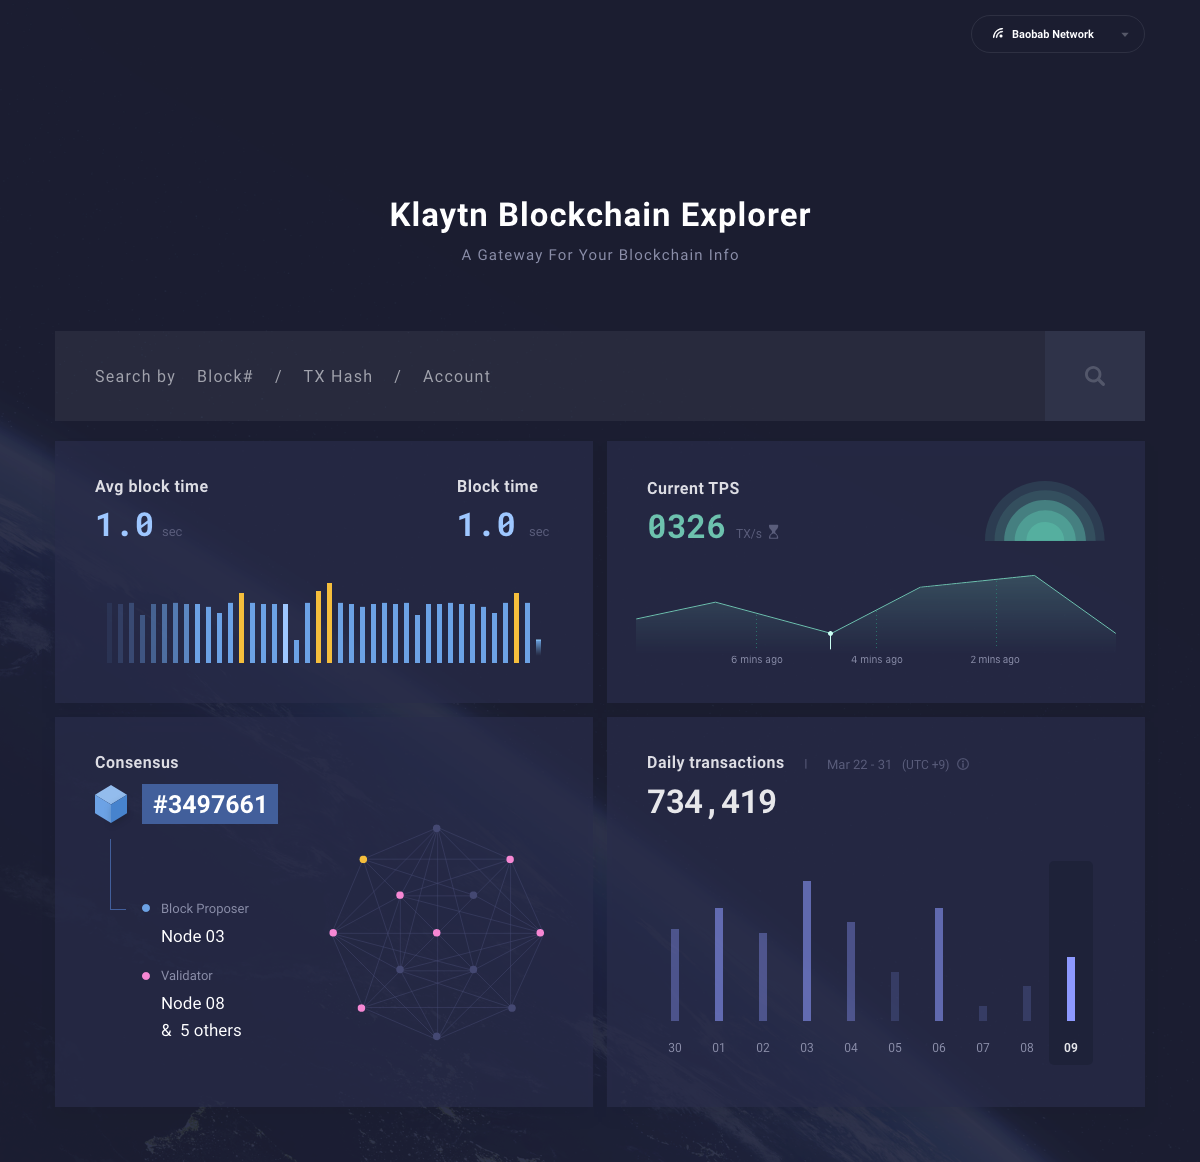 Baobab Network
Klaytn Blockchain Explorer
A Gateway For Your Blockchain Info
Search by Block# / TX Hash / Account
Avg block time
1.0 sec
Block time
1.0 sec
Current TPS
0326 TX/s
6 mins ago 4 mins ago 2 mins ago
Consensus
#3497661
Block Proposer
Node 03
Validator
Node 08
& 5 others
Daily transactions | Mar 22 - 31 (UTC +9)
734,419
30 01 02 03 04 05 06 07 08 09